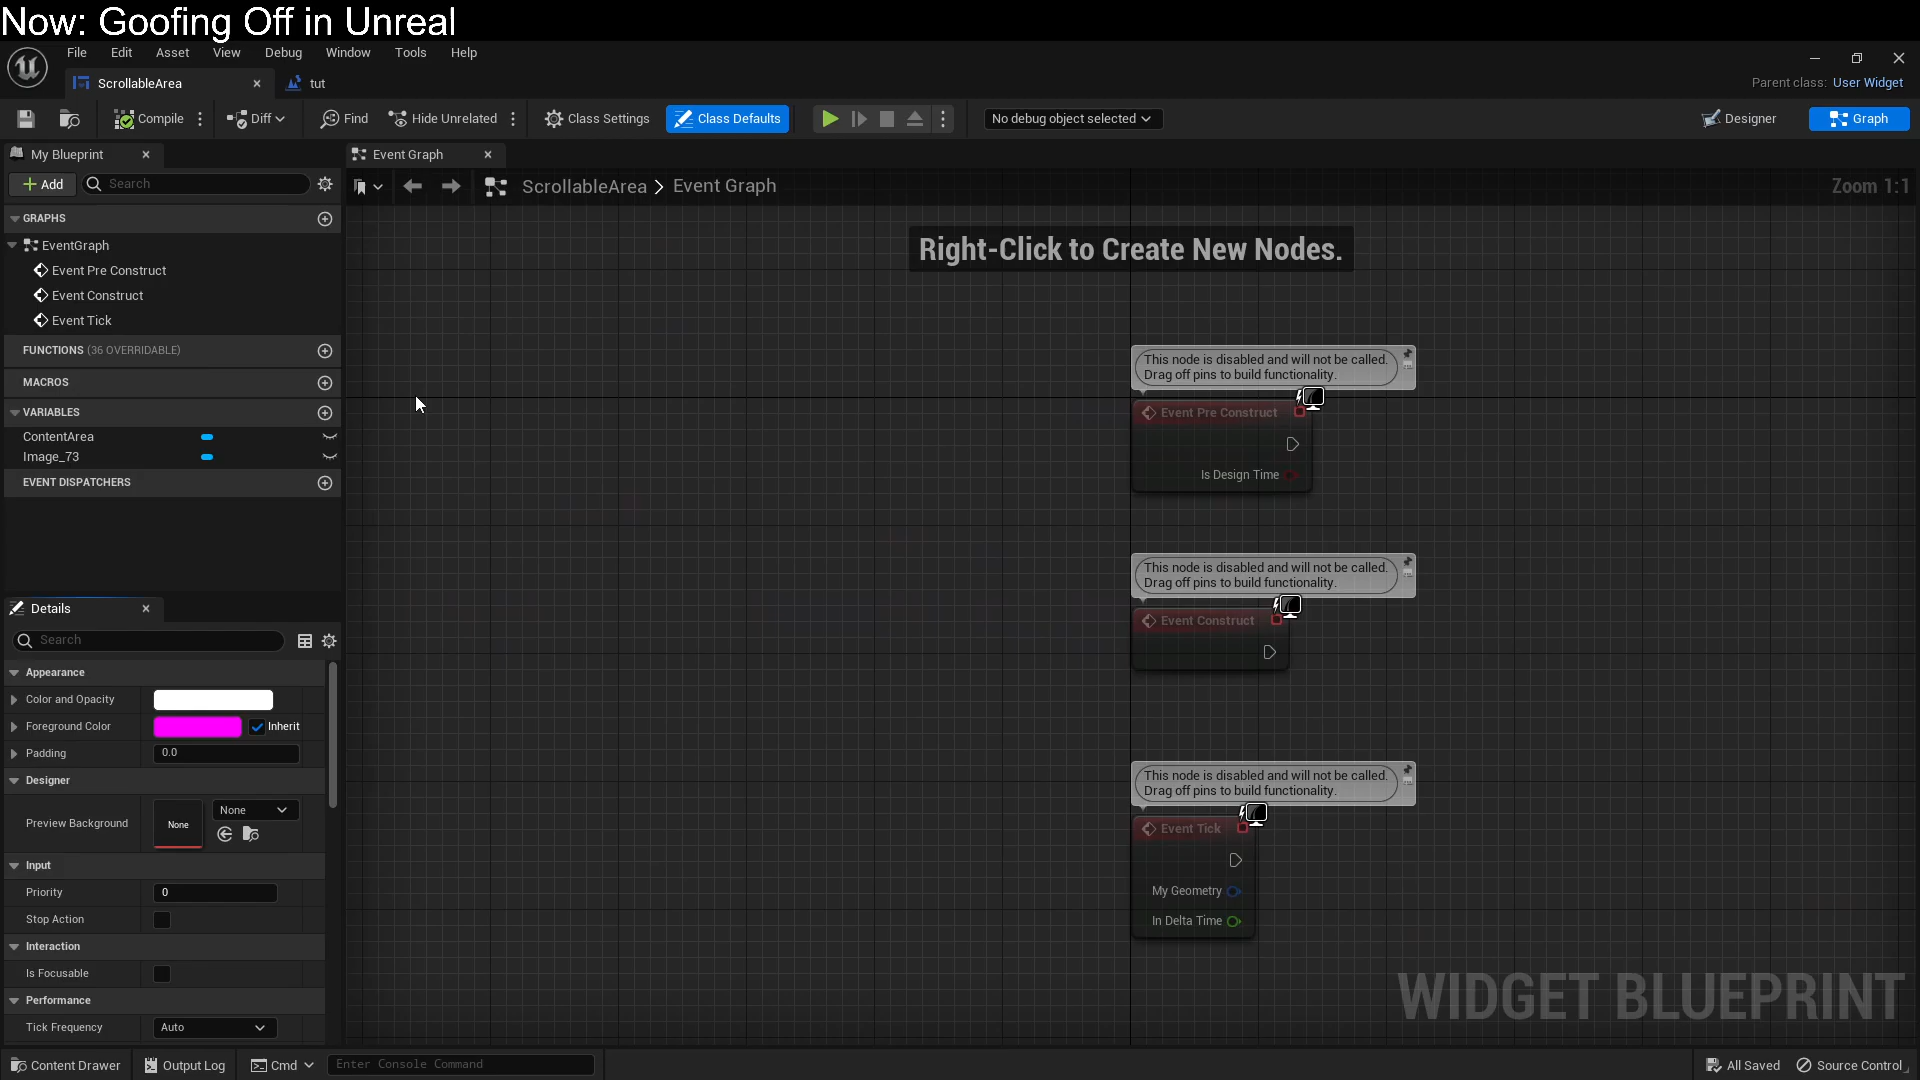 Now: Goofing Off in Unreal
File Edit Asset View Debug Window Tools Help
ScrollableArea
tut
Parent class: User Widget
Compile
Diff
Find
Hide Unrelated
Class Settings
Class Defaults
No debug object selected
Designer
Graph
My Blueprint
Event Graph
Add
Search
ScrollableArea > Event Graph
Zoom 1:1
GRAPHS
EventGraph
Event Pre Construct
Event Construct
Event Tick
FUNCTIONS (36 OVERRIDABLE)
MACROS
VARIABLES
ContentArea
Image_73
EVENT DISPATCHERS
Right-Click to Create New Nodes.
This node is disabled and will not be called.
Drag off pins to build functionality.
Event Pre Construct
Is Design Time
This node is disabled and will not be called.
Drag off pins to build functionality.
Event Construct
This node is disabled and will not be called.
Drag off pins to build functionality.
Event Tick
My Geometry
In Delta Time
WIDGET BLUEPRINT
Details
Search
Appearance
Color and Opacity
Foreground Color
Inherit
Padding
0.0
Designer
Preview Background
None
None
Input
Priority
0
Stop Action
Interaction
Is Focusable
Performance
Tick Frequency
Auto
Content Drawer
Output Log
Cmd
Enter Console Command
All Saved
Source Control